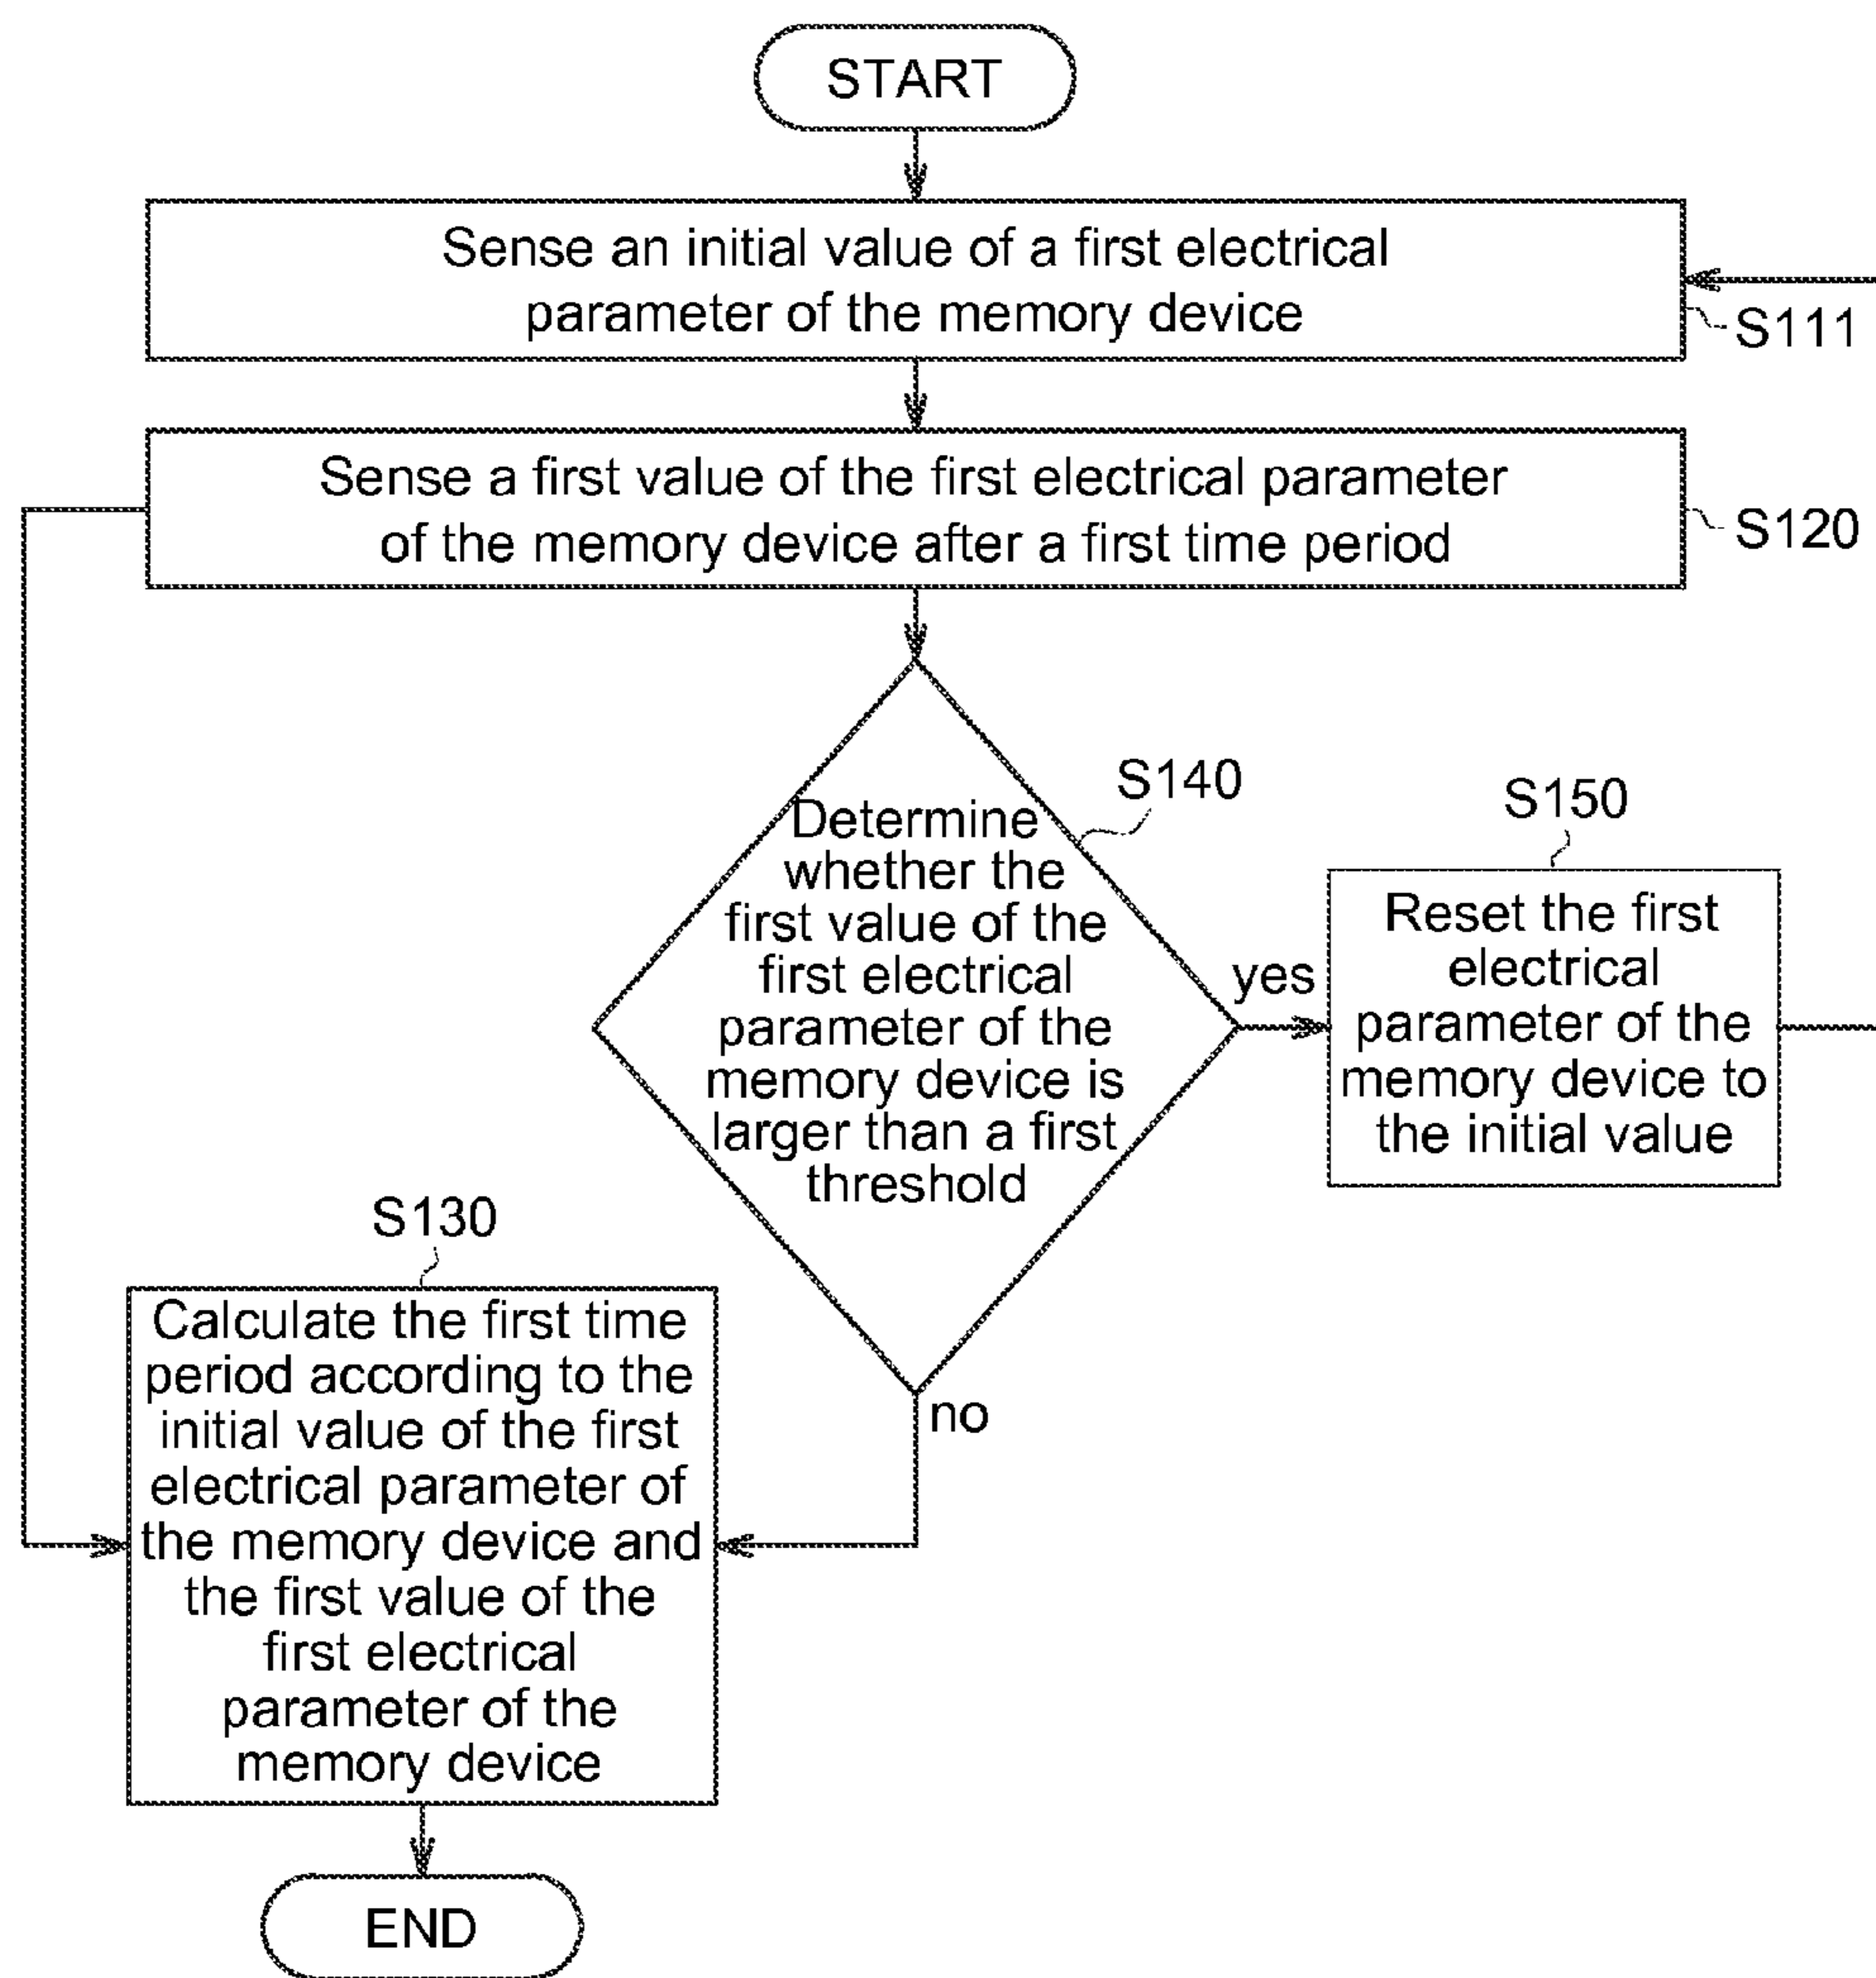 START
Sense an initial value of a first electrical
parameter of the memory device
S111
Sense a first value of the first electrical parameter
of the memory device after a first time period
S120
S140
Determine
whether the
first value of the
first electrical
parameter of the
memory device is
larger than a first
threshold
yes
S150
Reset the first
electrical
parameter of the
memory device to
the initial value
no
S130
Calculate the first time
period according to the
initial value of the first
electrical parameter of
the memory device and
the first value of the
first electrical
parameter of the
memory device
END